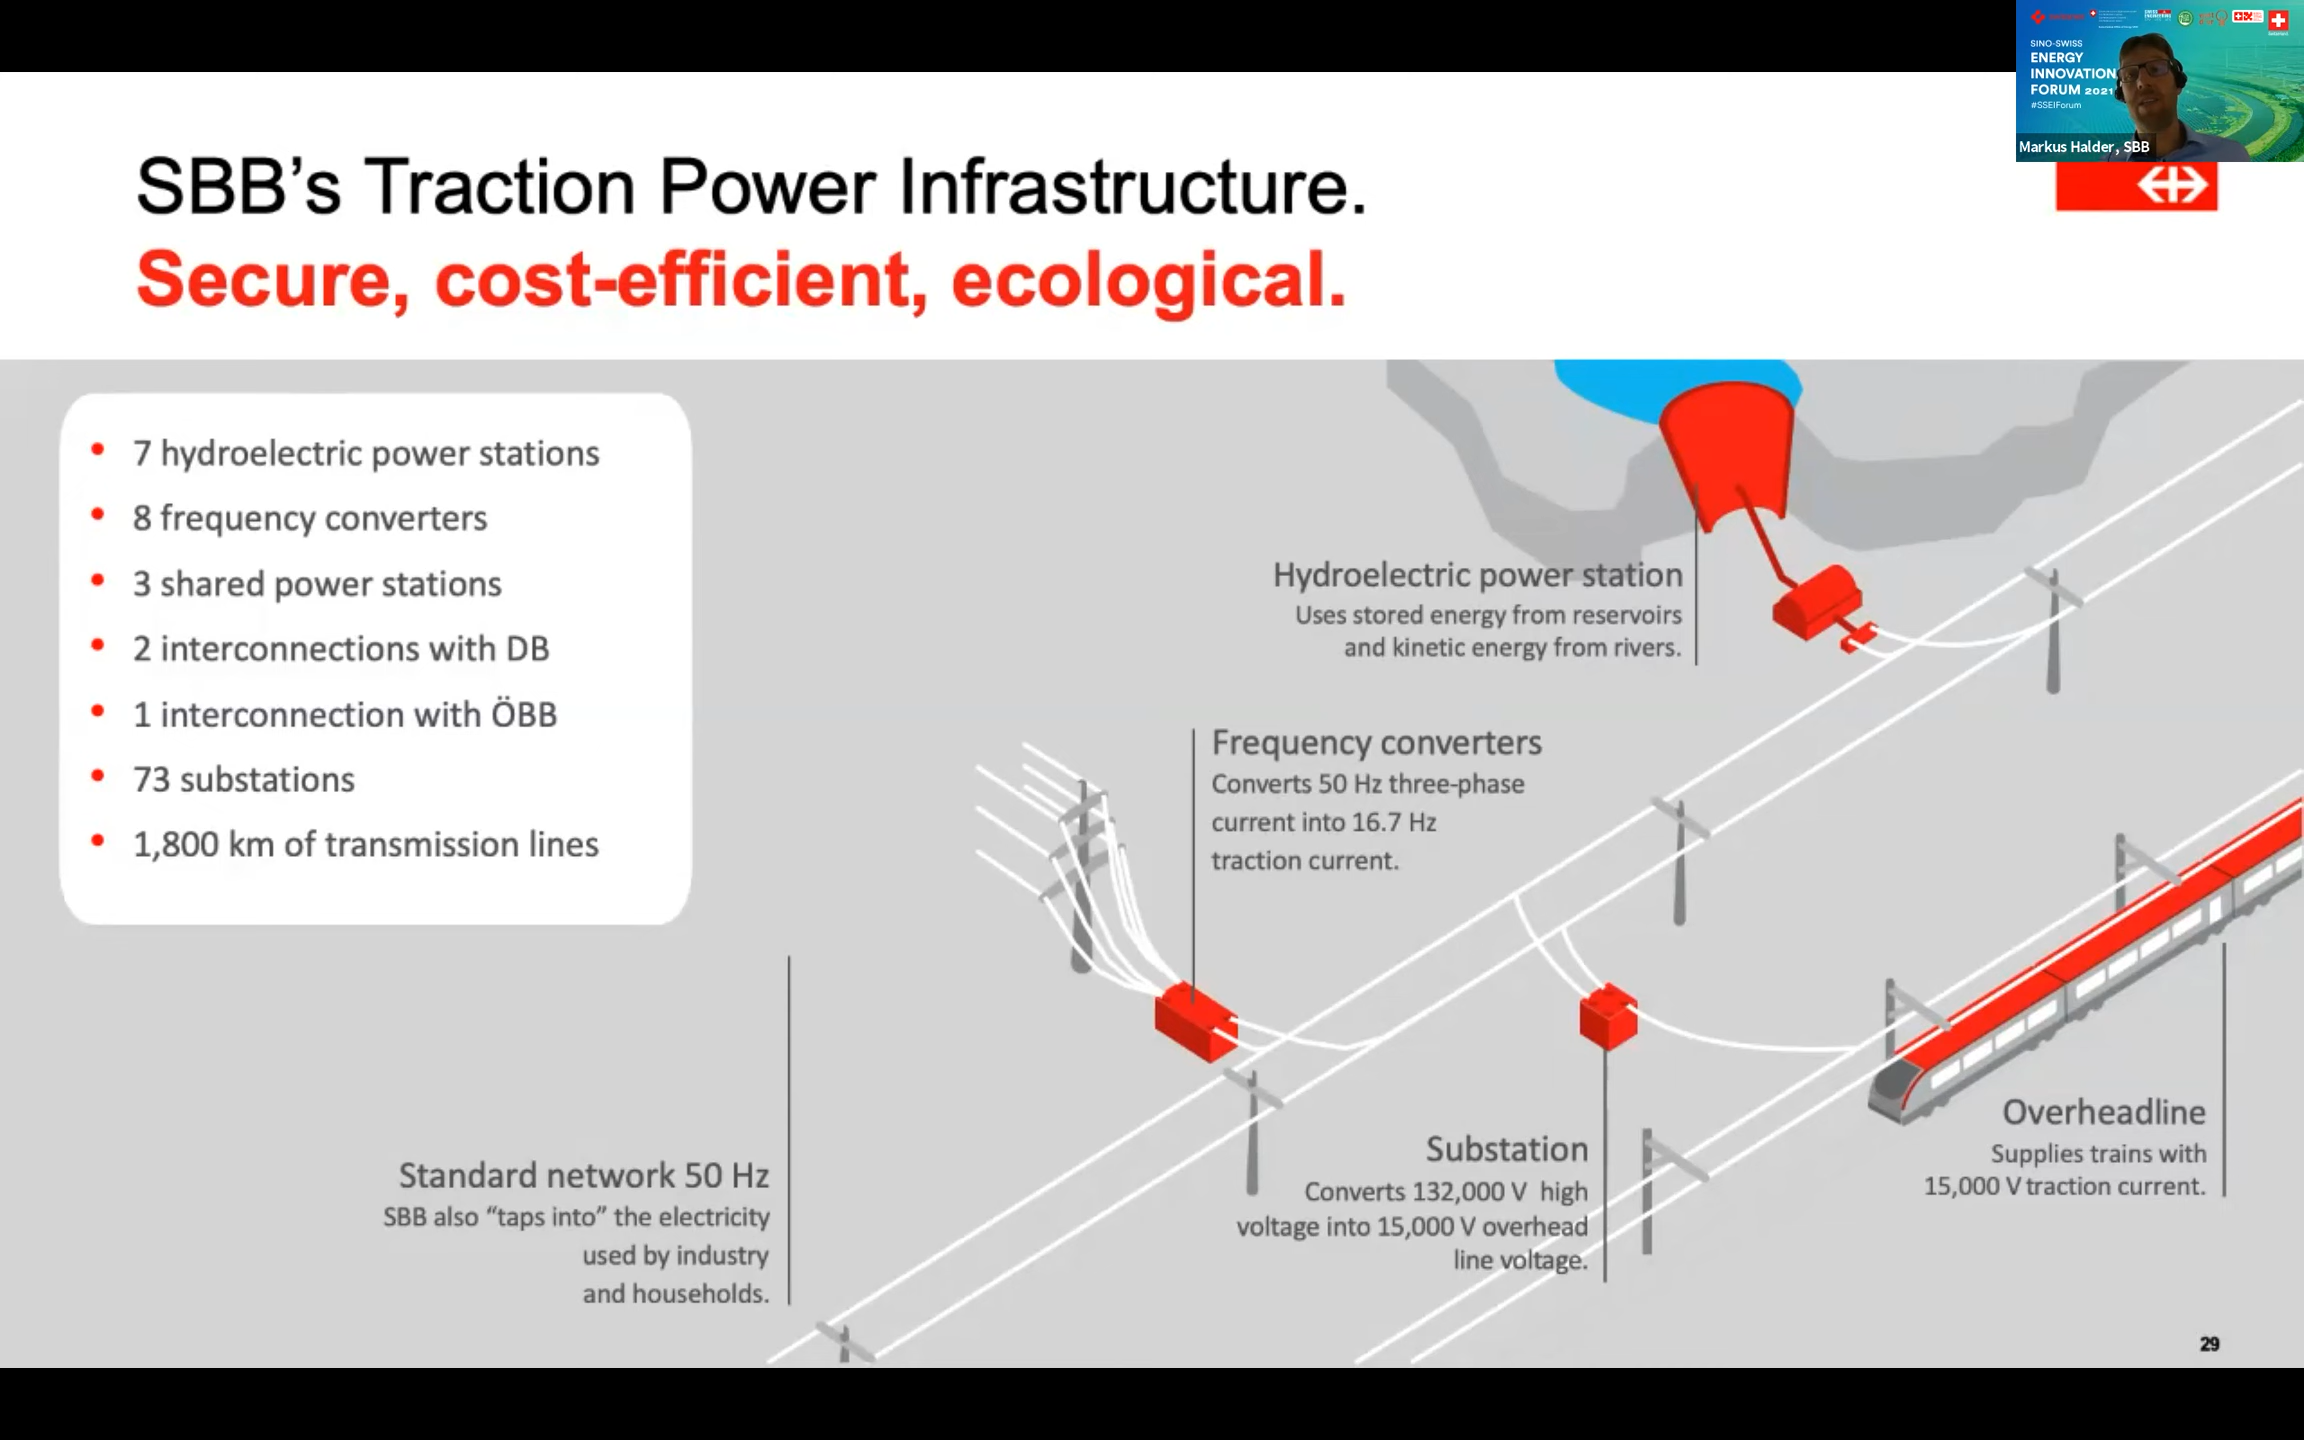 SINO-SWISS
ENERGY
INNOVATION
FORUM 2021
#SSEIForum
Markus Halder, SBB
SBB’s Traction Power Infrastructure.
Secure, cost-efficient, ecological.
7 hydroelectric power stations
8 frequency converters
3 shared power stations
2 interconnections with DB
1 interconnection with ÖBB
73 substations
1,800 km of transmission lines
Hydroelectric power station
Uses stored energy from reservoirs
and kinetic energy from rivers.
Frequency converters
Converts 50 Hz three-phase
current into 16.7 Hz
traction current.
Standard network 50 Hz
SBB also “taps into” the electricity
used by industry
and households.
Substation
Converts 132,000 V high
voltage into 15,000 V overhead
line voltage.
Overheadline
Supplies trains with
15,000 V traction current.
29